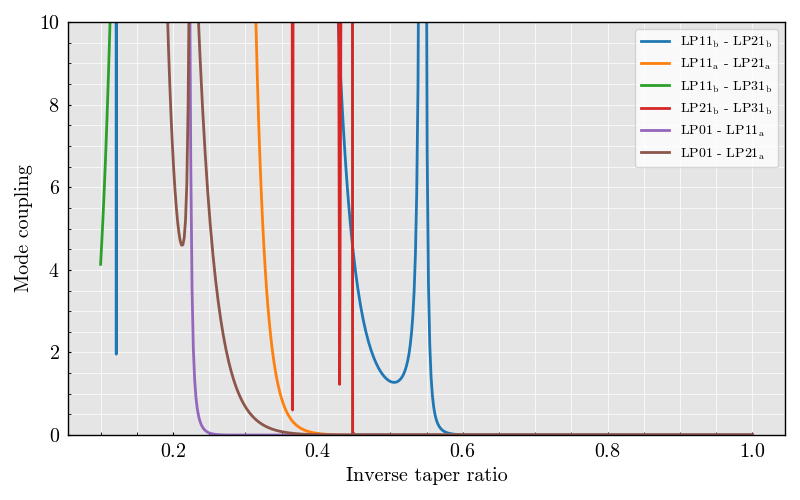 10
8
6
4
2
0
Mode coupling
0.2 0.4 0.6 0.8 1.0
Inverse taper ratio
LP11b - LP21b
LP11a - LP21a
LP11b - LP31b
LP21b - LP31b
LP01 - LP11a
LP01 - LP21a